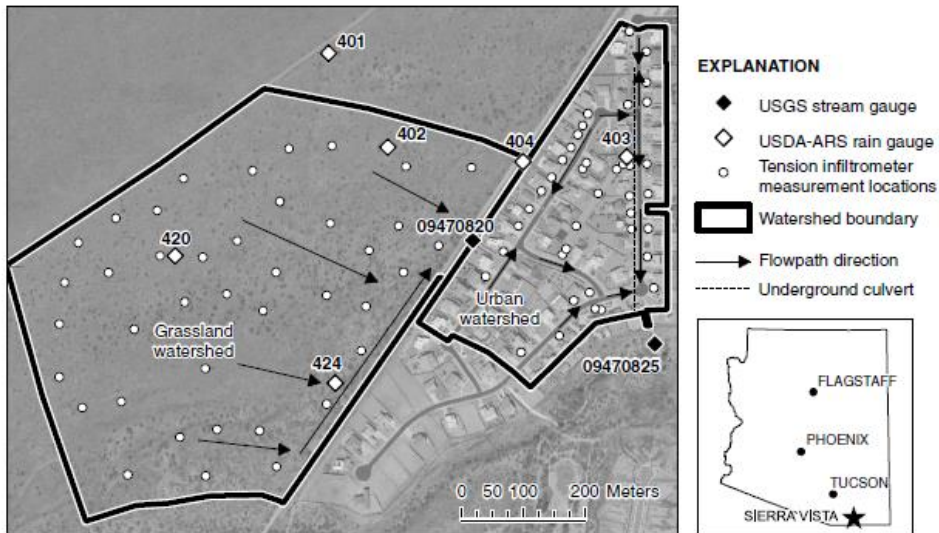 401
402
404
403
09470820
420
Urban
watershed
Grassland
watershed
424
09470825
0 50 100 200 Meters
EXPLANATION
USGS stream gauge
USDA-ARS rain gauge
Tension infiltrometer
measurement locations
Watershed boundary
Flowpath direction
Underground culvert
FLAGSTAFF
PHOENIX
TUCSON
SIERRA VISTA